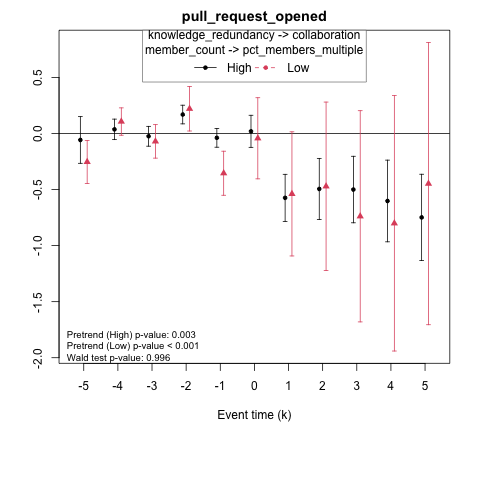 pull_request_opened
knowledge_redundancy -> collaboration
member_count -> pct_members_multiple
High Low
0.5
0.0
-0.5
-1.0
-1.5
-2.0
Pretrend (High) p-value: 0.003
Pretrend (Low) p-value < 0.001
Wald test p-value: 0.996
-5 -4 -3 -2 -1 0 1 2 3 4 5
Event time (k)